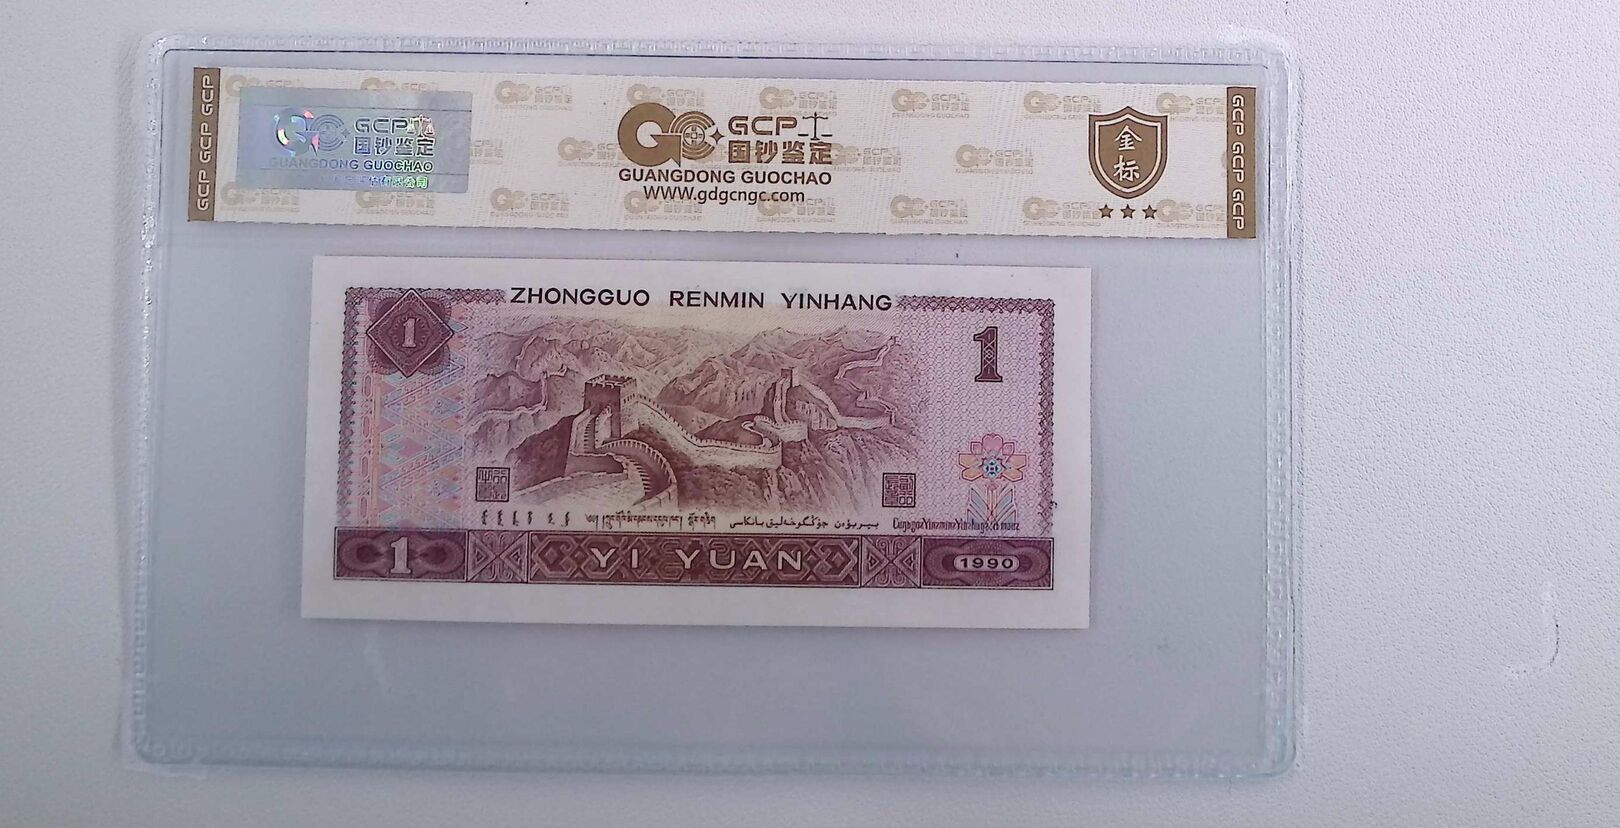 GCP GCP GCP
GCP
国钞鉴定
GUANGDONG GUOCHAO
GCP
国钞鉴定
GUANGDONG GUOCHAO
WWW.gdgcngc.com
金标
GCP GCP GCP
ZHONGGUO RENMIN YINHANG
1
1
1
YI YUAN
1990